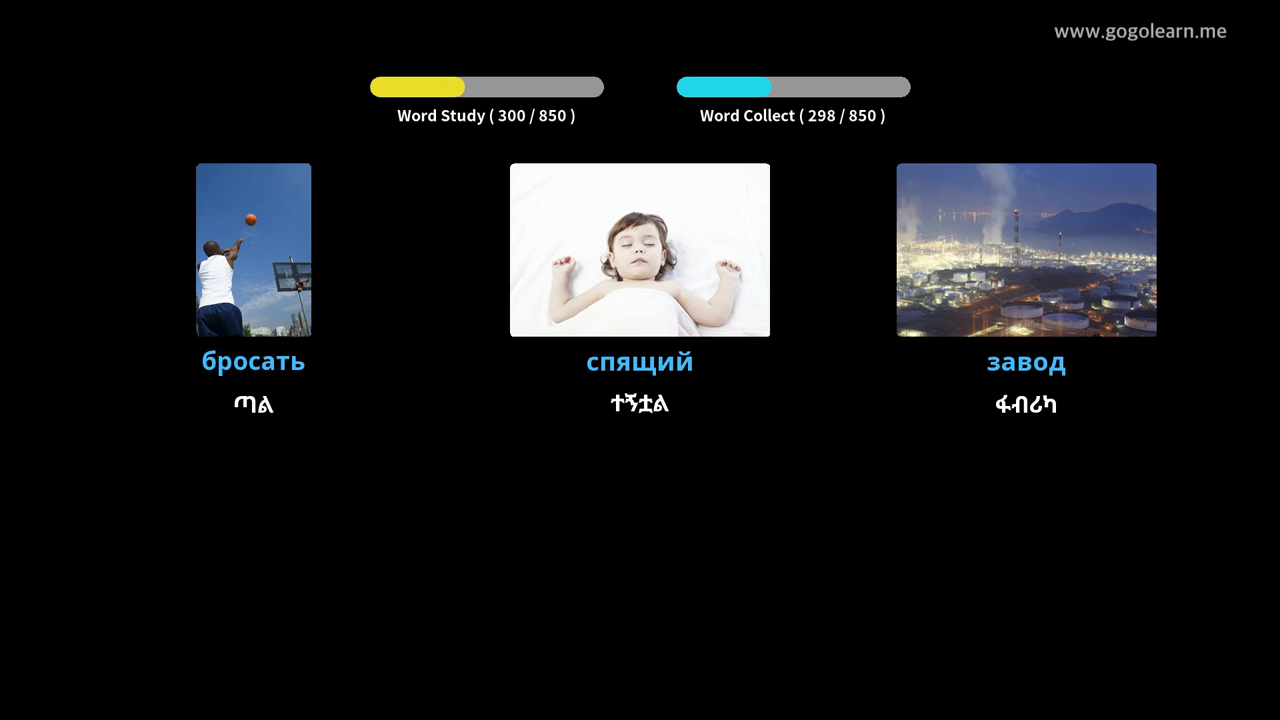 www.gogolearn.me
Word Study ( 300 / 850 )
Word Collect ( 298 / 850 )
бросать
спящий
завод
ጣል
ተኝቷል
ፋብሪካ